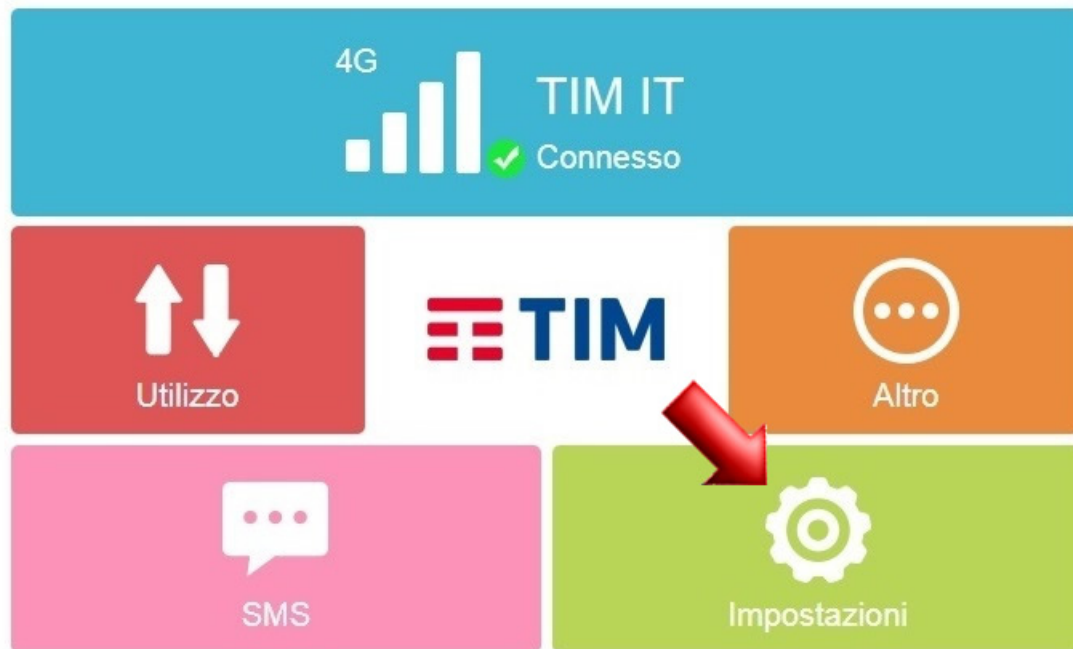 4G
TIM IT
Connesso
Utilizzo
TIM
Altro
SMS
Impostazioni